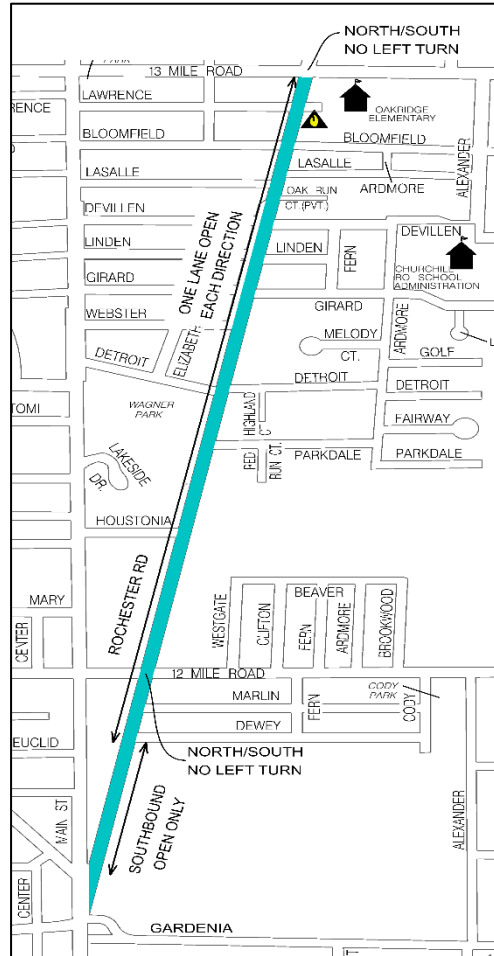 NORTH/SOUTH
NO LEFT TURN
PARK
13 MILE ROAD
LAWRENCE
RENCE
OAKRIDGE
ELEMENTARY
BLOOMFIELD
BLOOMFIELD
LASALLE
LASALLE
ALEXANDER
ARDMORE
OAK RUN
CT.(PVT.)
DEVILLEN
DEVILLEN
LINDEN
LINDEN
FERN
CHURCHILL
RO SCHOOL
ADMINISTRATION
GIRARD
GIRARD
ONE LANE OPEN
EACH DIRECTION
WEBSTER
ELIZABETH
MELODY
CT.
ARDMORE
GOLF
DETROIT
DETROIT
DETROIT
WAGNER
PARK
TOMI
HIGHLAND
CT
FAIRWAY
RED
RUN CT.
PARKDALE
PARKDALE
LAKESIDE
DR.
HOUSTONIA
ROCHESTER RD
MARY
CENTER
WESTGATE
CLIFTON
BEAVER
FERN
ARDMORE
BROOKWOOD
12 MILE ROAD
MARLIN
CODY
PARK
DEWEY
FERN
CODY
EUCLID
NORTH/SOUTH
NO LEFT TURN
MAIN ST
SOUTHBOUND
OPEN ONLY
ALEXANDER
CENTER
GARDENIA